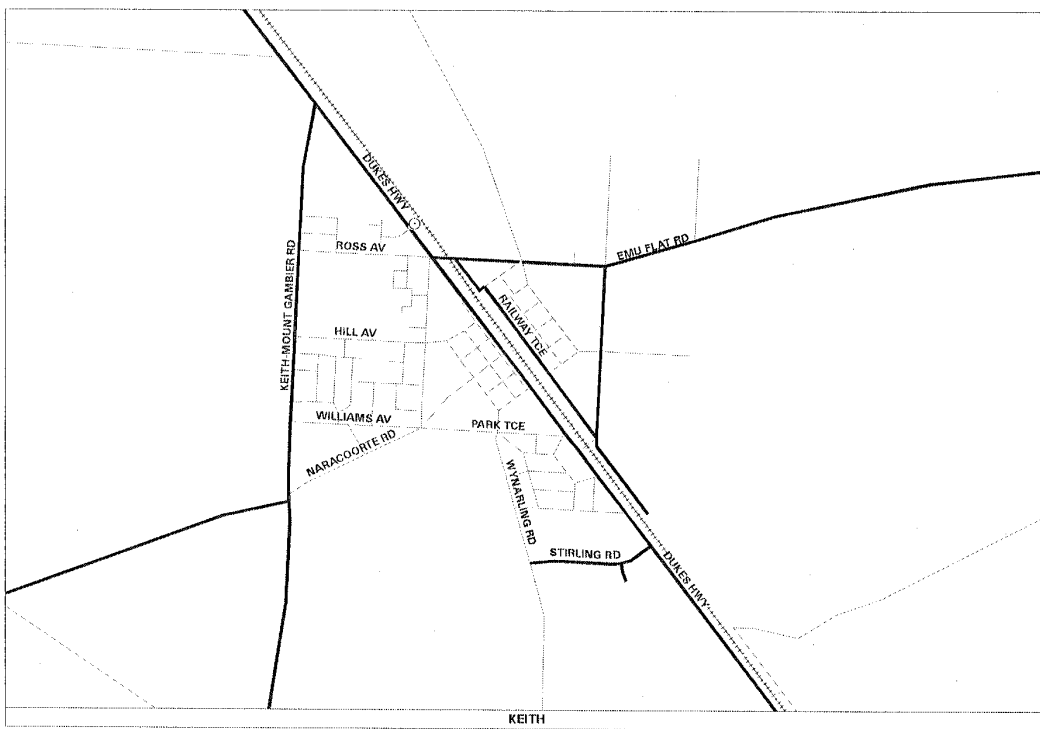 DUKES HWY
ROSS AV
EMU FLAT RD
KEITH-MOUNT GAMBIER RD
RAILWAY TCE
HILL AV
WILLIAMS AV
PARK TCE
NARACOORTE RD
WYNARLING RD
STIRLING RD
DUKES HWY
KEITH